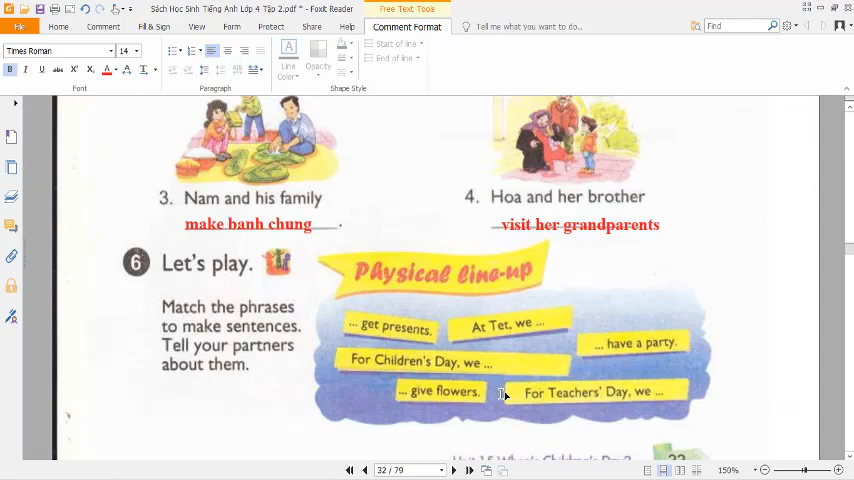 Sách Học Sinh Tiếng Anh Lớp 4 Tập 2.pdf * - Foxit Reader
Free Text Tools
File
Home
Comment
Fill & Sign
View
Form
Protect
Share
Help
Comment Format
Tell me what you want to do...
Find
Times Roman
14
Start of line
End of line
Line
Color
Opacity
Font
Paragraph
Shape Style
3. Nam and his family
make banh chung.
4. Hoa and her brother
visit her grandparents
6 Let's play.
Physical line-up
Match the phrases
to make sentences.
Tell your partners
about them.
... get presents.
At Tet, we ...
... have a party.
For Children's Day, we ...
... give flowers.
For Teachers' Day, we ...
32 / 79
150%